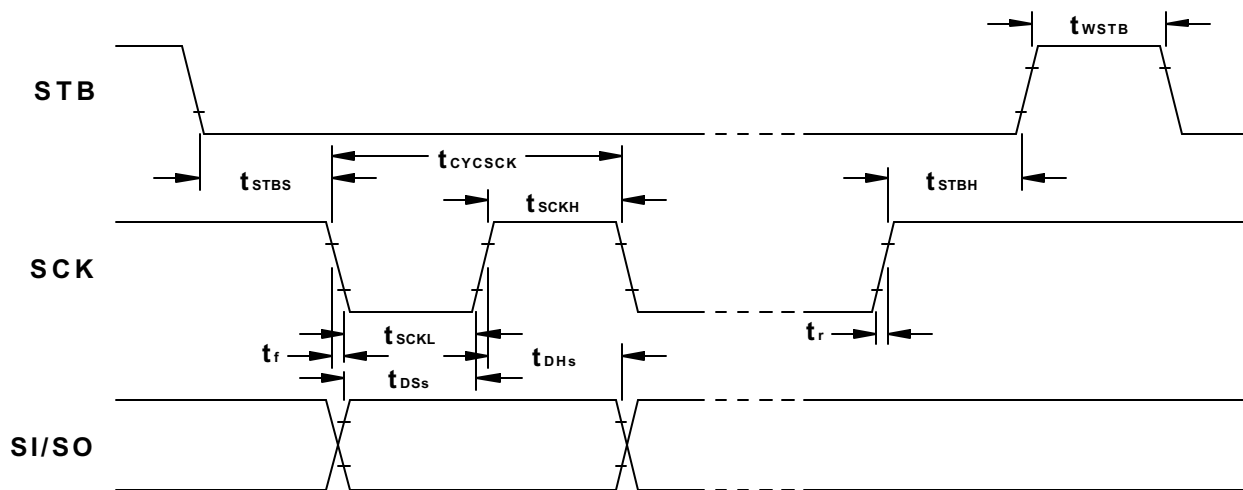 tWSTB
STB
tCYCSCK
tSTBS
tSTBH
tSCKH
SCK
tSCKL
tr
tf
tDHs
tDSs
SI/SO